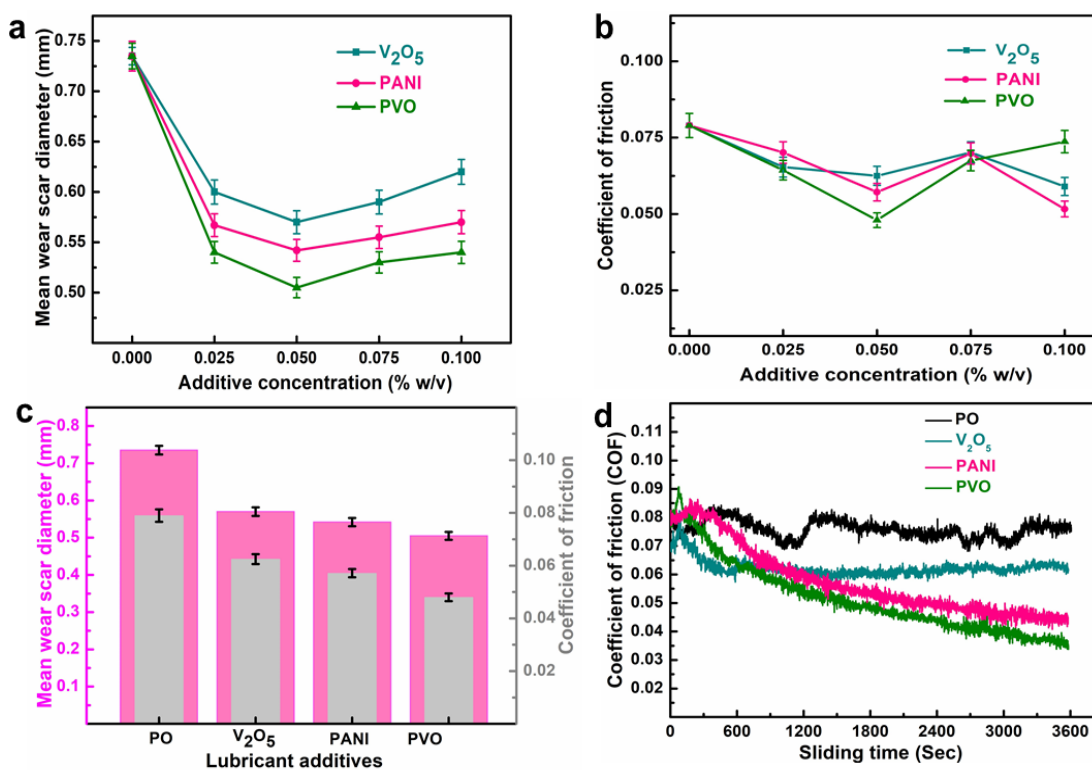 a
Mean wear scar diameter (mm)
0.75
0.70
0.65
0.60
0.55
0.50
V2O5
PANI
PVO
0.000 0.025 0.050 0.075 0.100
Additive concentration (% w/v)
b
Coefficient of friction
0.100
0.075
0.050
0.025
V2O5
PANI
PVO
0.000 0.025 0.050 0.075 0.100
Additive concentration (% w/v)
c
Mean wear scar diameter (mm)
0.8
0.7
0.6
0.5
0.4
0.3
0.2
0.1
0.10
0.08
0.06
0.04
0.02
Coefficient of friction
PO V2O5 PANI PVO
Lubricant additives
d
Coefficient of friction (COF)
0.11
0.10
0.09
0.08
0.07
0.06
0.05
0.04
0.03
0.02
PO
V2O5
PANI
PVO
0 600 1200 1800 2400 3000 3600
Sliding time (Sec)